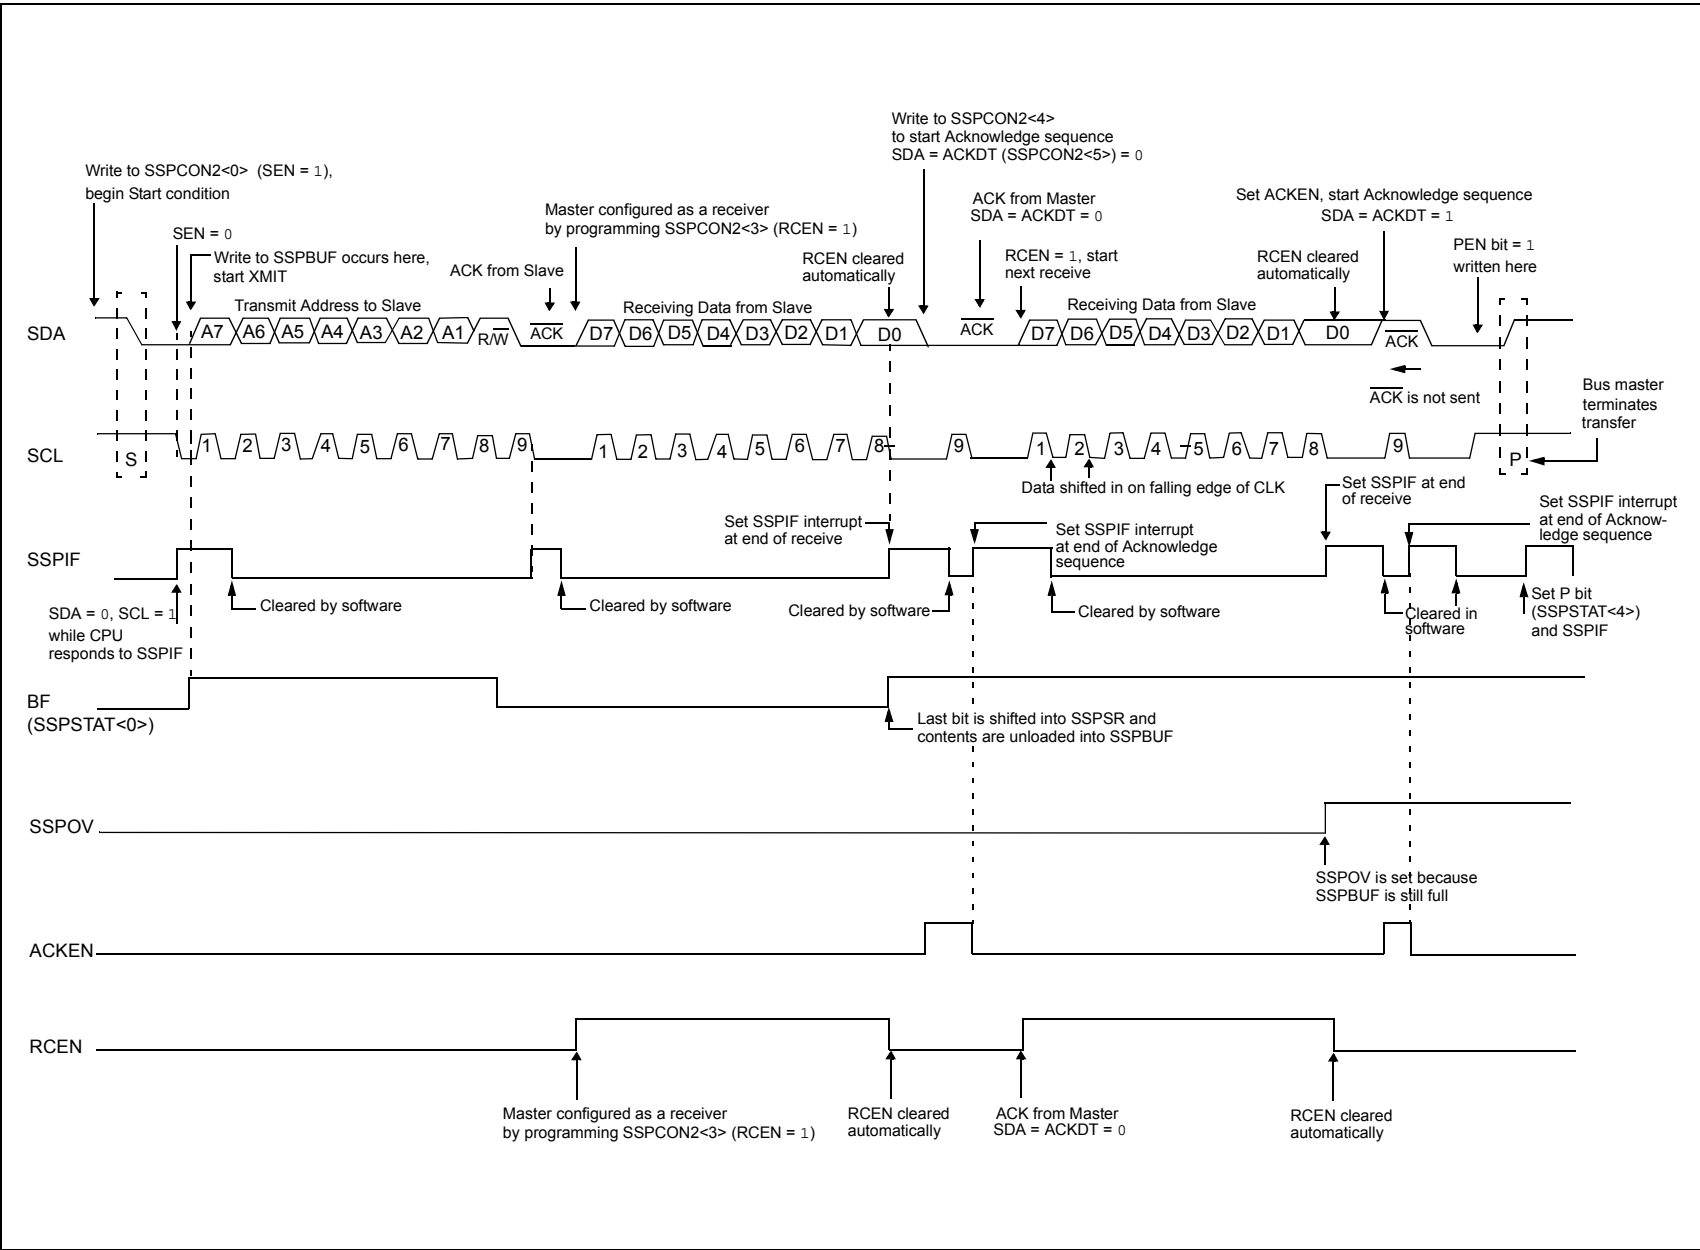 Write to SSPCON2<4>
to start Acknowledge sequence
SDA = ACKDT (SSPCON2<5>) = 0
Write to SSPCON2<0> (SEN = 1),
begin Start condition
ACK from Master
SDA = ACKDT = 0
Set ACKEN, start Acknowledge sequence
SDA = ACKDT = 1
Master configured as a receiver
by programming SSPCON2<3> (RCEN = 1)
SEN = 0
PEN bit = 1
written here
Write to SSPBUF occurs here,
start XMIT
RCEN cleared
automatically
RCEN = 1, start
next receive
RCEN cleared
automatically
ACK from Slave
Transmit Address to Slave
Receiving Data from Slave
Receiving Data from Slave
SDA
A7 A6 A5 A4 A3 A2 A1 R/W ACK D7 D6 D5 D4 D3 D2 D1 D0 ACK D7 D6 D5 D4 D3 D2 D1 D0 ACK
ACK is not sent
Bus master
terminates
transfer
SCL
S 1 2 3 4 5 6 7 8 9 1 2 3 4 5 6 7 8 9 1 2 3 4 5 6 7 8 9 P
Data shifted in on falling edge of CLK
Set SSPIF at end
of receive
Set SSPIF interrupt
at end of receive
Set SSPIF interrupt
at end of Acknowledge
sequence
Set SSPIF interrupt
at end of Acknow-
ledge sequence
SSPIF
SDA = 0, SCL = 1
while CPU
responds to SSPIF
Cleared by software
Cleared by software
Cleared by software
Cleared by software
Cleared in
software
Set P bit
(SSPSTAT<4>)
and SSPIF
BF
(SSPSTAT<0>)
Last bit is shifted into SSPSR and
contents are unloaded into SSPBUF
SSPOV
SSPOV is set because
SSPBUF is still full
ACKEN
RCEN
Master configured as a receiver
by programming SSPCON2<3> (RCEN = 1)
RCEN cleared
automatically
ACK from Master
SDA = ACKDT = 0
RCEN cleared
automatically